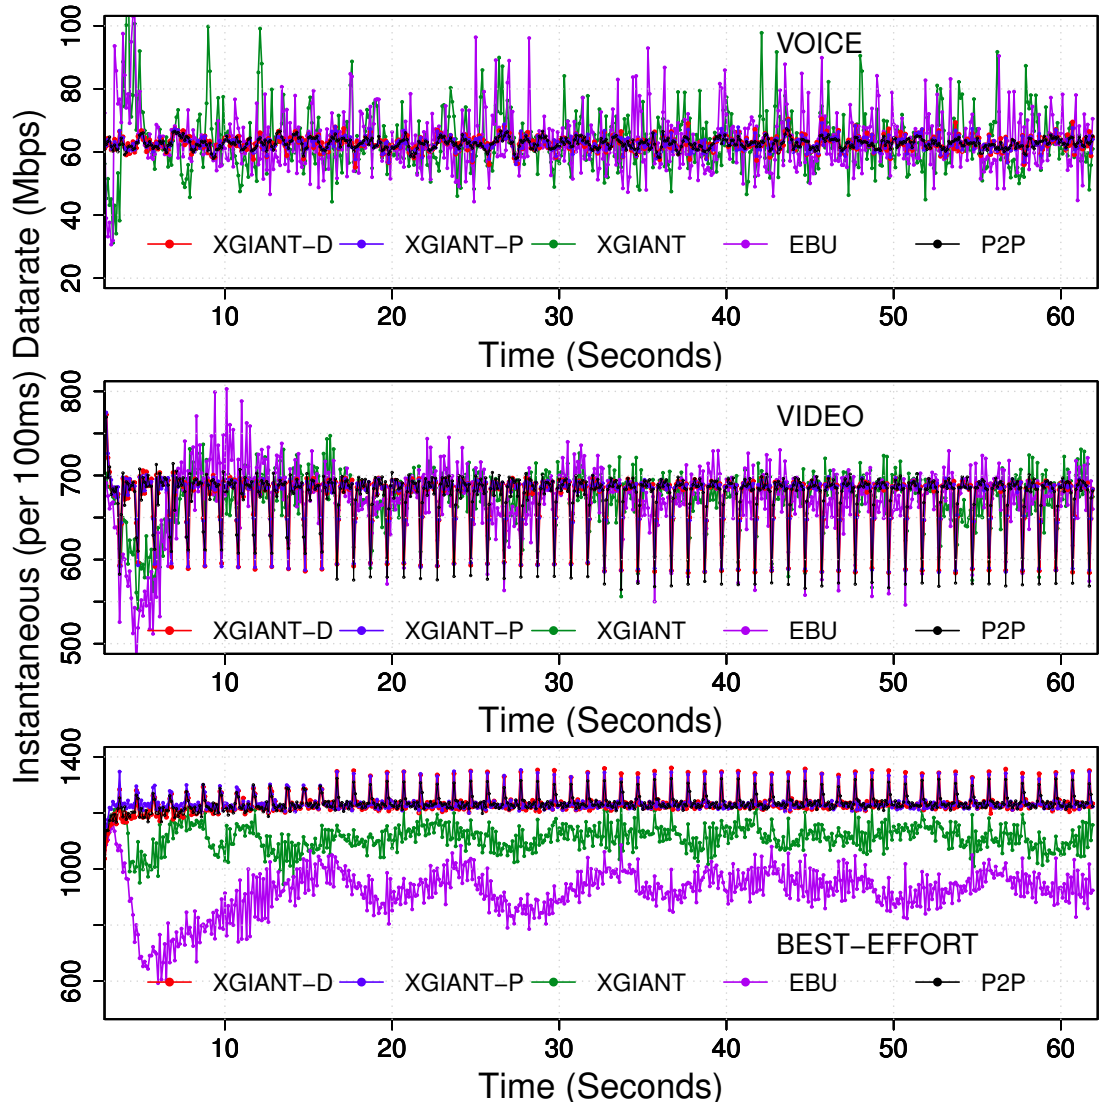 Instantaneous (per 100ms) Datarate (Mbps)
100
80
60
40
20
VOICE
XGIANT−D XGIANT−P XGIANT EBU P2P
10 20 30 40 50 60
Time (Seconds)
800
700
600
500
VIDEO
XGIANT−D XGIANT−P XGIANT EBU P2P
10 20 30 40 50 60
Time (Seconds)
1400
1000
600
BEST−EFFORT
XGIANT−D XGIANT−P XGIANT EBU P2P
10 20 30 40 50 60
Time (Seconds)